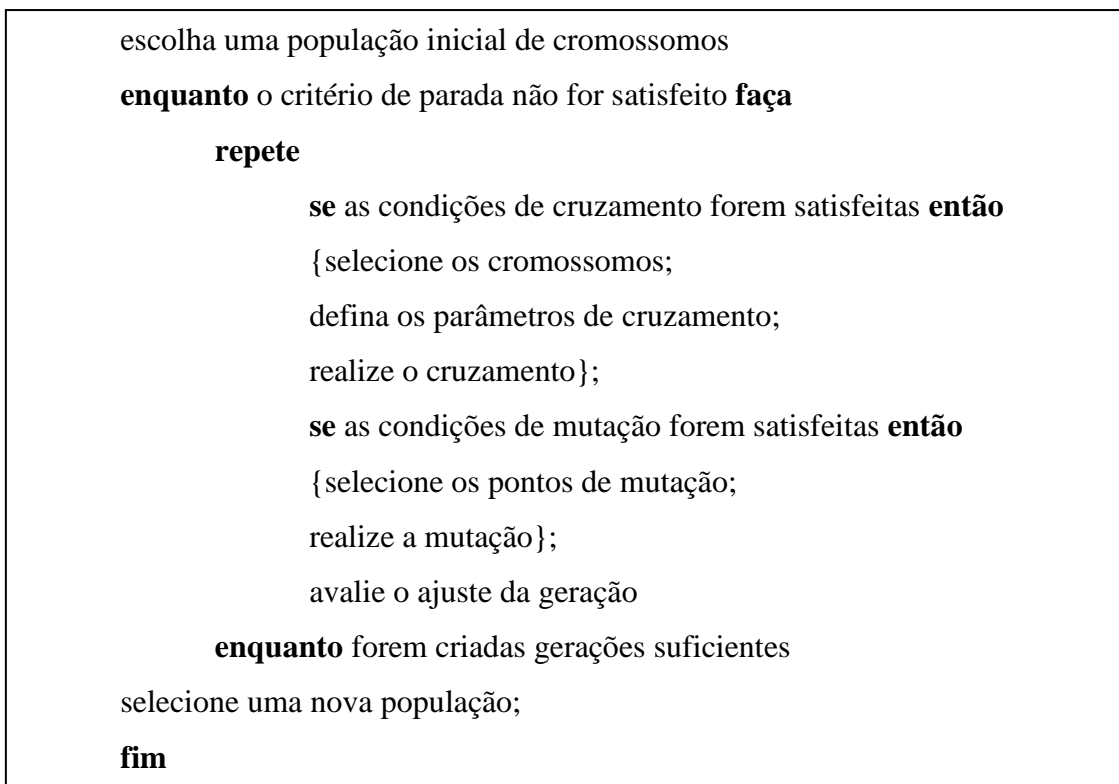 escolha uma população inicial de cromossomos
enquanto o critério de parada não for satisfeito faça
repete
se as condições de cruzamento forem satisfeitas então
{selecione os cromossomos;
defina os parâmetros de cruzamento;
realize o cruzamento};
se as condições de mutação forem satisfeitas então
{selecione os pontos de mutação;
realize a mutação};
avalie o ajuste da geração
enquanto forem criadas gerações suficientes
selecione uma nova população;
fim